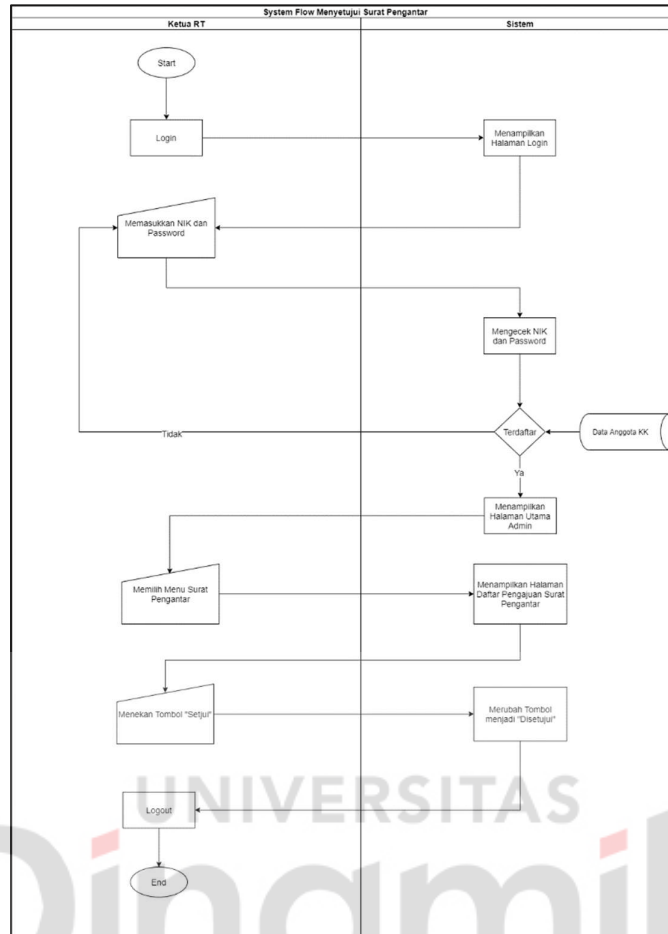 System Flow Menyetujui Surat Pengantar
Ketua RT
Sistem
Start
Login
Menampilkan
Halaman Login
Memasukkan NIK dan
Password
Mengecek NIK
dan Password
Tidak
Terdaftar
Data Anggota KK
Ya
Menampilkan
Halaman Utama
Admin
Memilih Menu Surat
Pengantar
Menampilkan Halaman
Daftar Pengajuan Surat
Pengantar
Menekan Tombol "Setjui"
Merubah Tombol
menjadi "Disetujui"
UNIVERSITAS
Logout
End
Dinamik